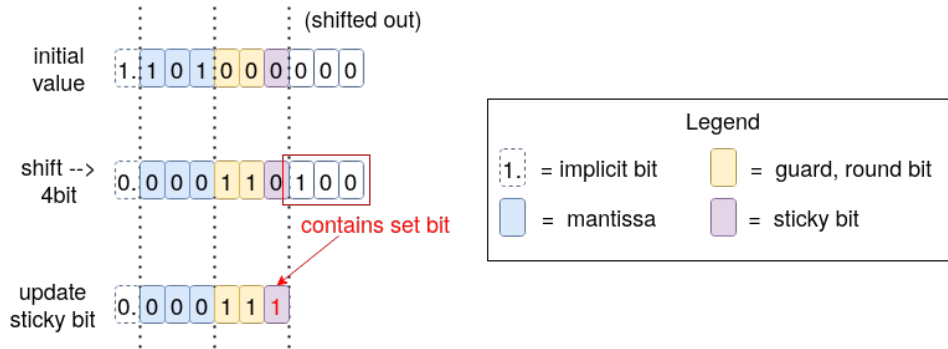 (shifted out)
initial
value
1. 1 0 1 0 0 0 0 0 0
shift -->
4bit
0. 0 0 0 1 1 0 1 0 0
contains set bit
update
sticky bit
0. 0 0 0 1 1 1
Legend
1. = implicit bit
= guard, round bit
= mantissa
= sticky bit